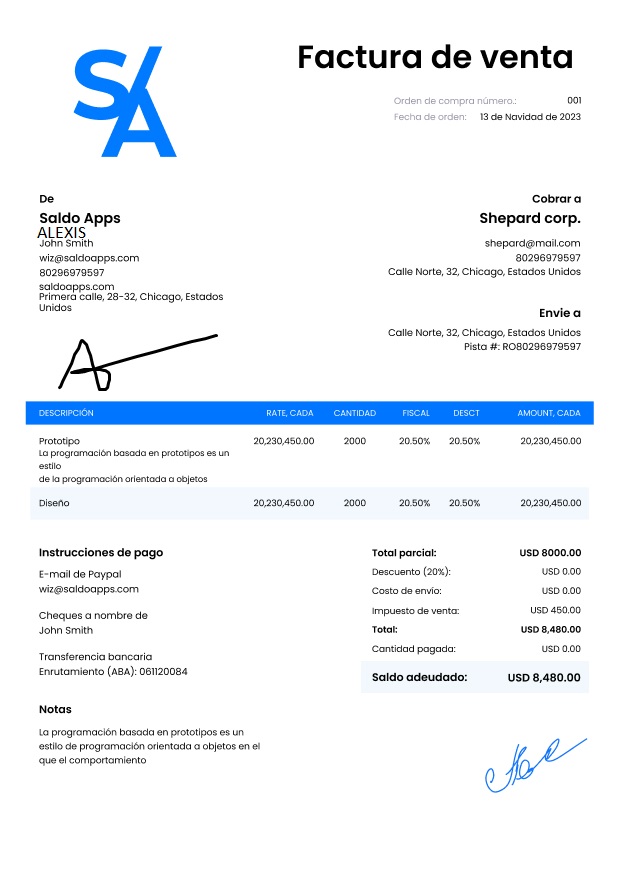 S/A
Factura de venta
Orden de compra número.: 001
Fecha de orden: 13 de Navidad de 2023
De
Saldo Apps
ALEXIS
John Smith
wiz@saldoapps.com
80296979597
saldoapps.com
Primera calle, 28-32, Chicago, Estados
Unidos
Cobrar a
Shepard corp.
shepard@mail.com
80296979597
Calle Norte, 32, Chicago, Estados Unidos
Envie a
Calle Norte, 32, Chicago, Estados Unidos
Pista #: RO80296979597
DESCRIPCIÓN RATE, CADA CANTIDAD FISCAL DESCT AMOUNT, CADA
Prototipo 20,230,450.00 2000 20.50% 20.50% 20,230,450.00
La programación basada en prototipos es un
estilo
de la programación orientada a objetos
Diseño 20,230,450.00 2000 20.50% 20.50% 20,230,450.00
Instrucciones de pago
E-mail de Paypal
wiz@saldoapps.com
Cheques a nombre de
John Smith
Transferencia bancaria
Enrutamiento (ABA): 061120084
Total parcial: USD 8000.00
Descuento (20%): USD 0.00
Costo de envío: USD 0.00
Impuesto de venta: USD 450.00
Total: USD 8,480.00
Cantidad pagada: USD 0.00
Saldo adeudado: USD 8,480.00
Notas
La programación basada en prototipos es un
estilo de programación orientada a objetos en el
que el comportamiento